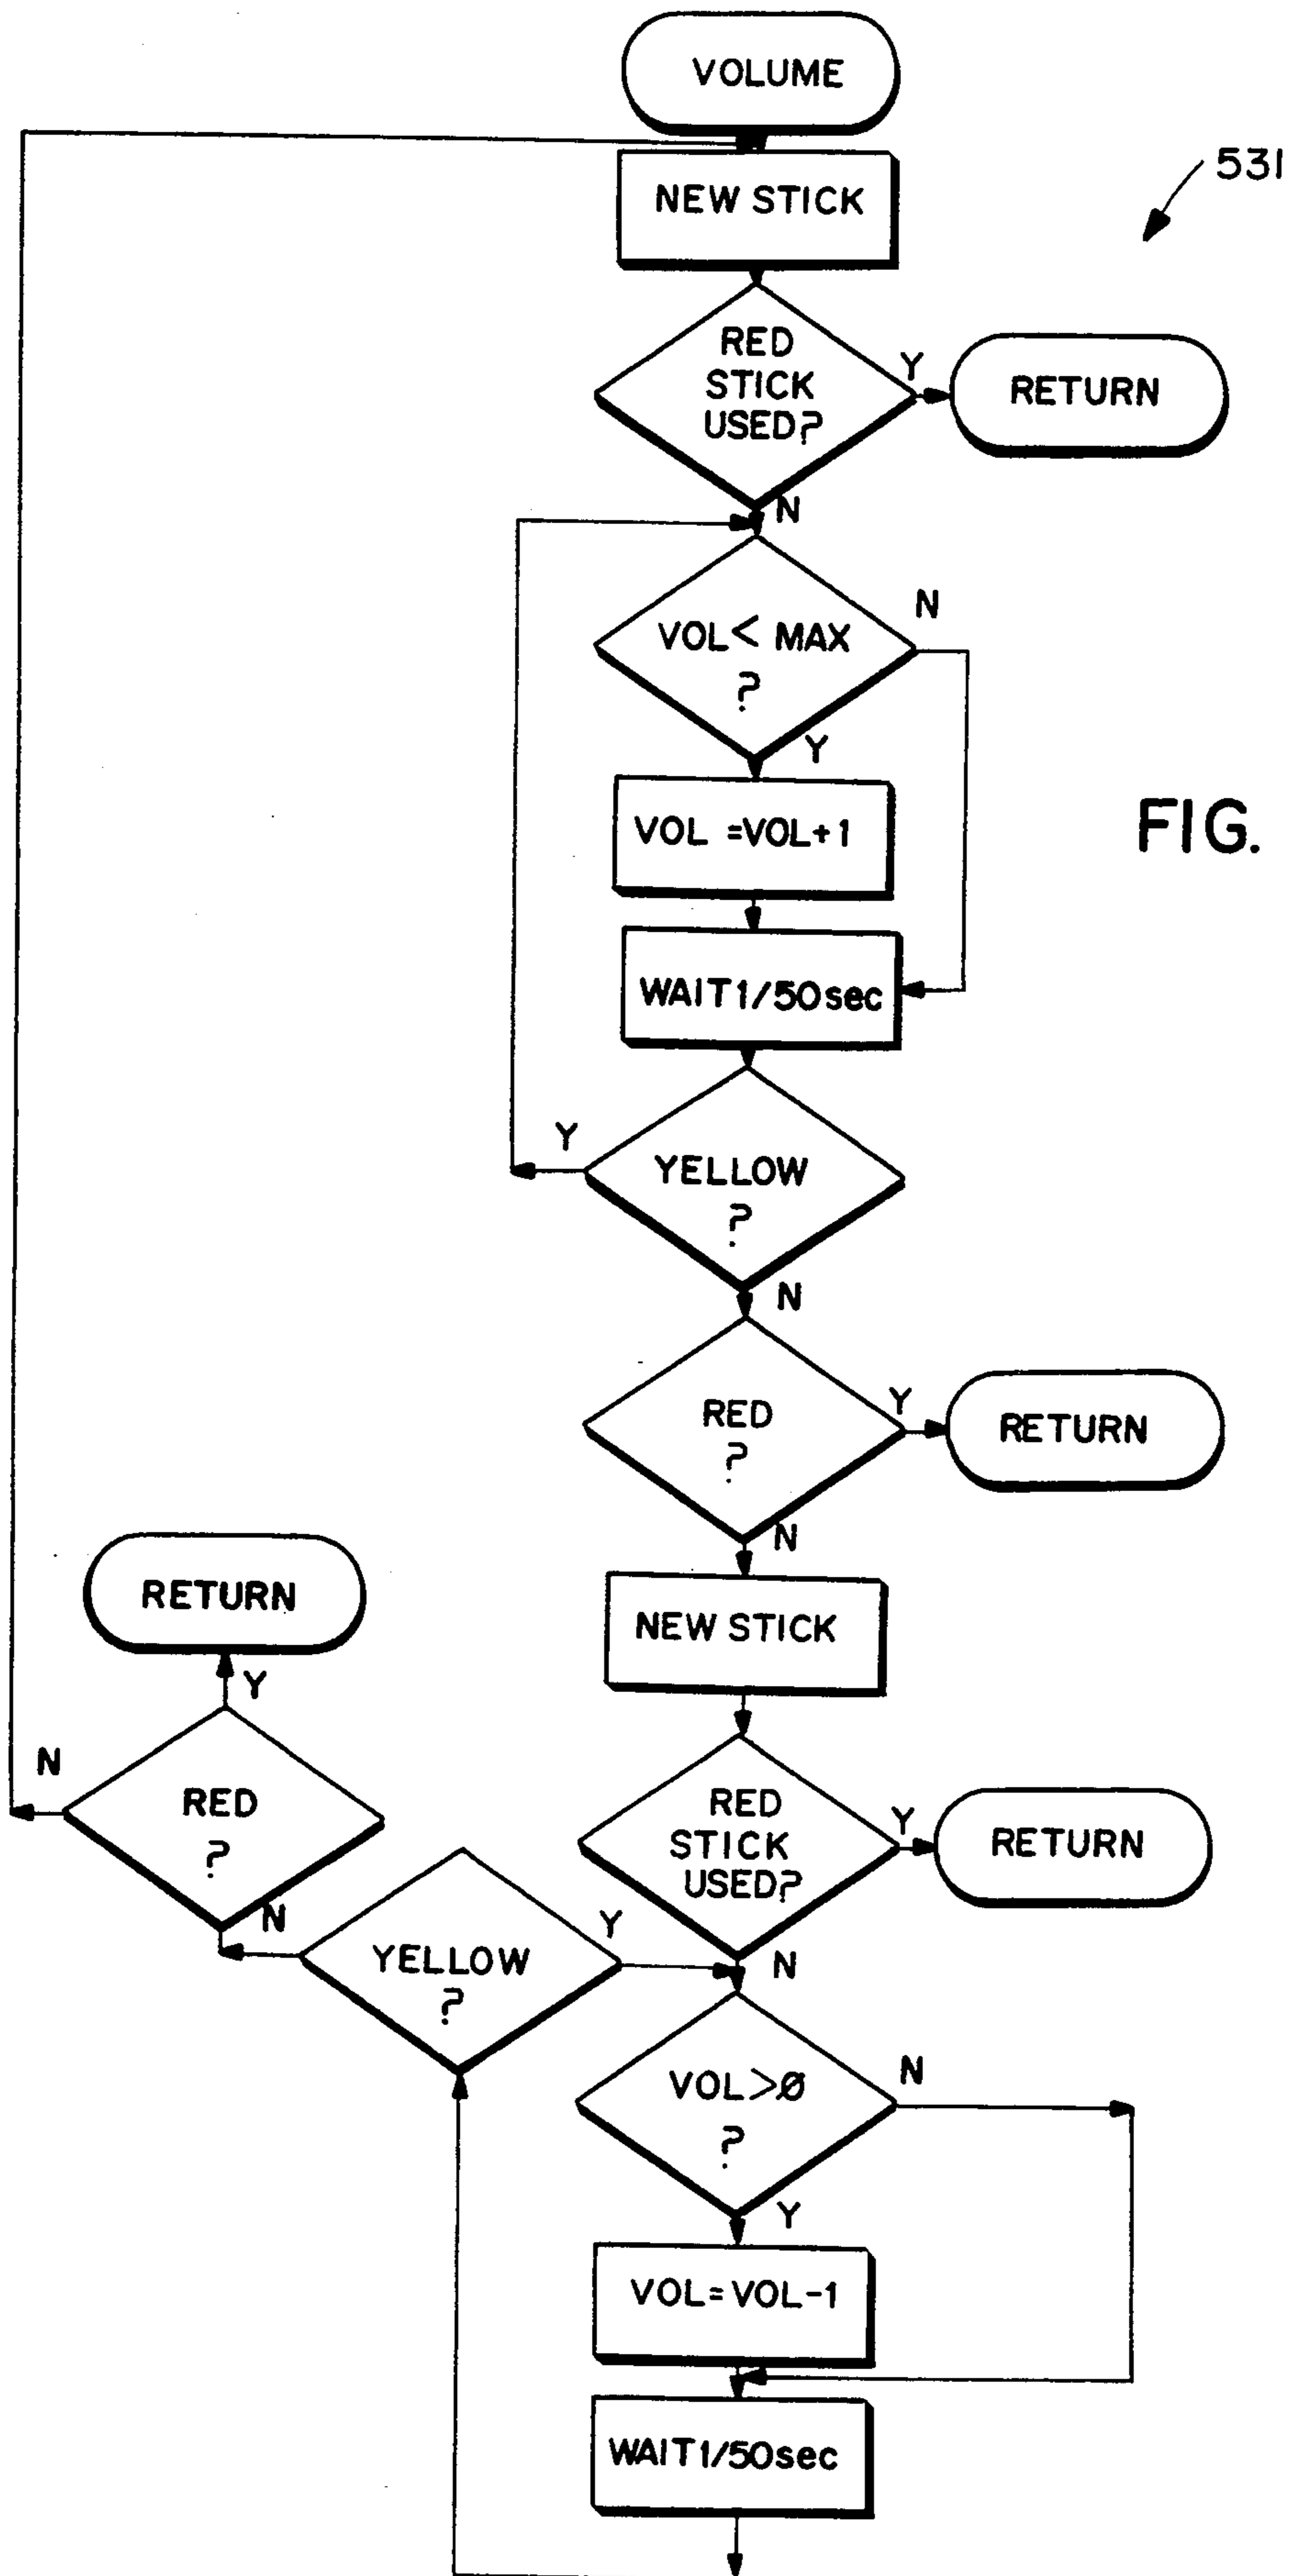 VOLUME
NEW STICK
531
RED
STICK
USED?
Y
RETURN
N
VOL< MAX
?
N
Y
VOL =VOL+1
FIG.
WAIT1/50sec
Y
YELLOW
?
N
RED
?
Y
RETURN
N
NEW STICK
RETURN
Y
N
RED
?
N
RED
STICK
USED?
Y
RETURN
N
YELLOW
?
Y
VOL>Ø
?
N
Y
VOL=VOL-1
WAIT1/50sec